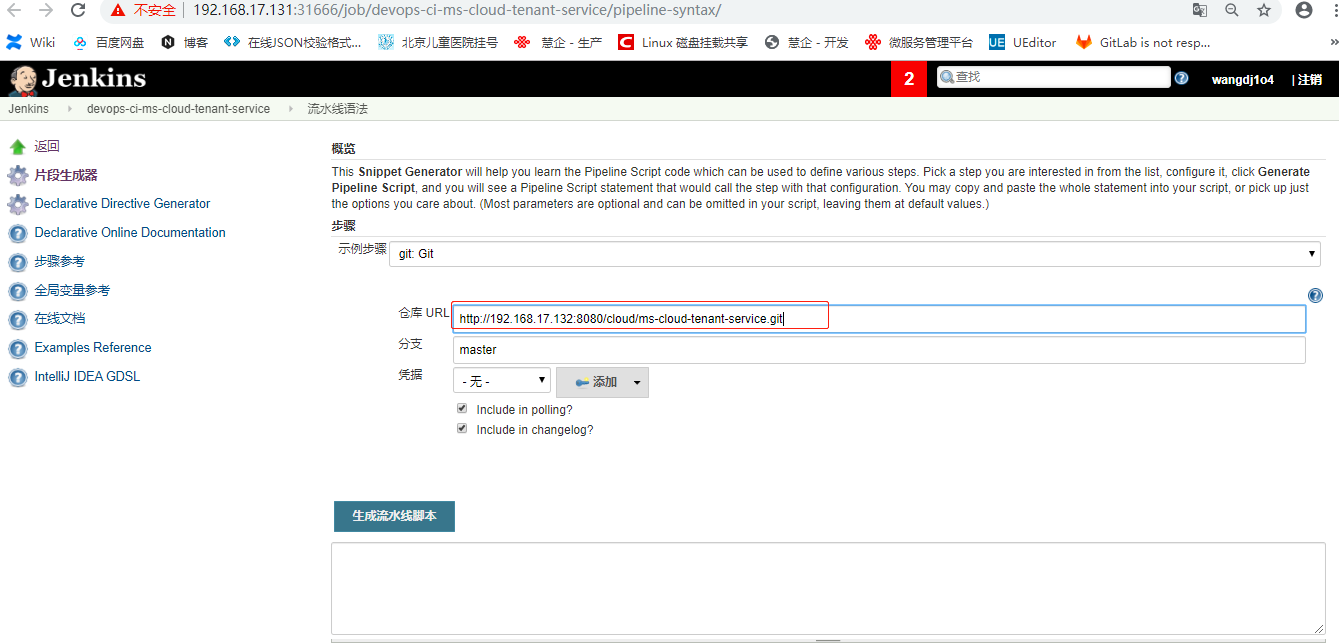 不安全 192.168.17.131:31666/job/devops-ci-ms-cloud-tenant-service/pipeline-syntax/
Wiki 百度网盘 博客 在线JSON校验格式... 北京儿童医院挂号 慧企 - 生产 Linux 磁盘挂载共享 慧企 - 开发 微服务管理平台 UE UEditor GitLab is not resp... »
Jenkins 2 查找 wangdj1o4 | 注销
Jenkins devops-ci-ms-cloud-tenant-service 流水线语法
返回
片段生成器
Declarative Directive Generator
Declarative Online Documentation
步骤参考
全局变量参考
在线文档
Examples Reference
IntelliJ IDEA GDSL
概览
This Snippet Generator will help you learn the Pipeline Script code which can be used to define various steps. Pick a step you are interested in from the list, configure it, click Generate
Pipeline Script, and you will see a Pipeline Script statement that would call the step with that configuration. You may copy and paste the whole statement into your script, or pick up just
the options you care about. (Most parameters are optional and can be omitted in your script, leaving them at default values.)
步骤
示例步骤 git: Git
仓库 URL http://192.168.17.132:8080/cloud/ms-cloud-tenant-service.git
分支 master
凭据 - 无 - 添加
Include in polling?
Include in changelog?
生成流水线脚本